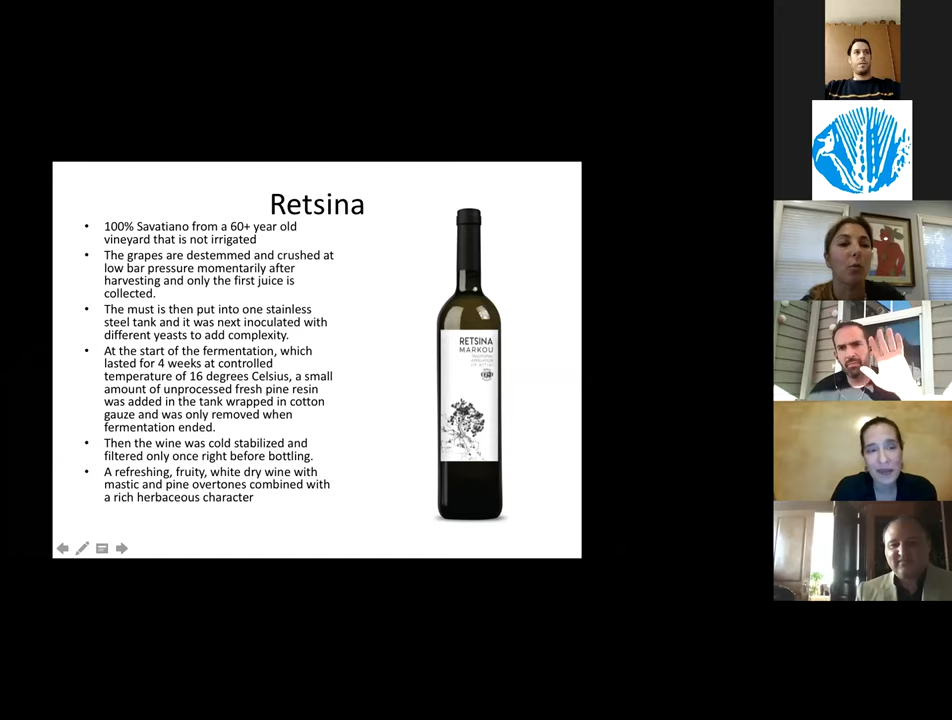 Retsina
• 100% Savatiano from a 60+ year old
vineyard that is not irrigated
• The grapes are destemmed and crushed at
low bar pressure momentarily after
harvesting and only the first juice is
collected.
• The must is then put into one stainless
steel tank and it was next inoculated with
different yeasts to add complexity.
• At the start of the fermentation, which
lasted for 4 weeks at controlled
temperature of 16 degrees Celsius, a small
amount of unprocessed fresh pine resin
was added in the tank wrapped in cotton
gauze and was only removed when
fermentation ended.
• Then the wine was cold stabilized and
filtered only once right before bottling.
• A refreshing, fruity, white dry wine with
mastic and pine overtones combined with
a rich herbaceous character
RETSINA
MARKOU
TRADITIONAL
APPELLATION